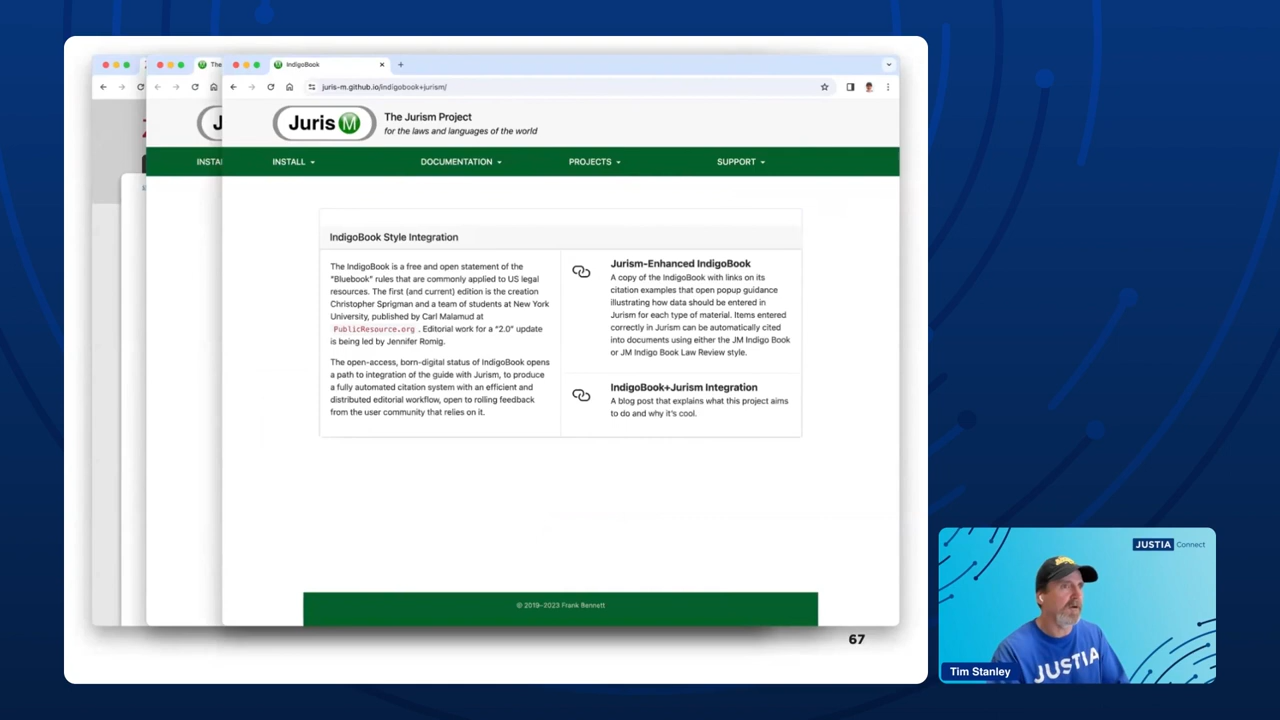 The
IndigoBook
juris-m.github.io/indigobook+jurism/
J
Juris M
The Jurism Project
for the laws and languages of the world
INSTAL
INSTALL
DOCUMENTATION
PROJECTS
SUPPORT
IndigoBook Style Integration
The IndigoBook is a free and open statement of the
“Bluebook” rules that are commonly applied to US legal
resources. The first (and current) edition is the creation
Christopher Sprigman and a team of students at New York
University, published by Carl Malamud at
PublicResource.org . Editorial work for a “2.0” update
is being led by Jennifer Romig.
The open-access, born-digital status of IndigoBook opens
a path to integration of the guide with Jurism, to produce
a fully automated citation system with an efficient and
distributed editorial workflow, open to rolling feedback
from the user community that relies on it.
Jurism-Enhanced IndigoBook
A copy of the IndigoBook with links on its
citation examples that open popup guidance
illustrating how data should be entered in
Jurism for each type of material. Items entered
correctly in Jurism can be automatically cited
into documents using either the JM Indigo Book
or JM Indigo Book Law Review style.
IndigoBook+Jurism Integration
A blog post that explains what this project aims
to do and why it’s cool.
© 2019–2023 Frank Bennett
67
JUSTIA Connect
JUSTIA
Tim Stanley